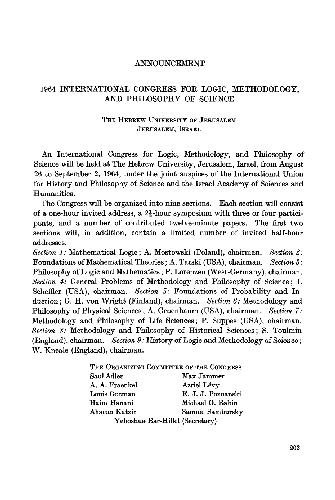 ANNOUNCEMENT
1964 INTERNATIONAL CONGRESS FOR LOGIC, METHODOLOGY,
AND PHILOSOPHY OF SCIENCE
THE HEBREW UNIVERSITY OF JERUSALEM
JERUSALEM, ISRAEL
An International Congress for Logic, Methodology, and Philosophy of
Science will be held at The Hebrew University, Jerusalem, Israel, from August
26 to September 2, 1964, under the joint auspices of the International Union
for History and Philosophy of Science and the Israel Academy of Sciences and
Humanities.
The Congress will be organized into nine sections. Each section will consist
of a one-hour invited address, a 2½-hour symposium with three or four partici-
pants, and a number of contributed twelve-minute papers. The first two
sections will, in addition, contain a limited number of invited half-hour
addresses.
Section 1: Mathematical Logic; A. Mostowski (Poland), chairman. Section 2:
Foundations of Mathematical Theories; A. Tarski (USA), chairman. Section 3:
Philosophy of Logic and Mathematics; P. Lorenzen (West-Germany), chairman.
Section 4: General Problems of Methodology and Philosophy of Science; I.
Scheffler (USA), chairman. Section 5: Foundations of Probability and In-
duction; G. H. von Wright (Finland), chairman. Section 6: Methodology and
Philosophy of Physical Sciences; A. Gruenbaum (USA), chairman. Section 7:
Methodology and Philosophy of Life Sciences; P. Suppes (USA), chairman.
Section 8: Methodology and Philosophy of Historical Sciences; S. Toulmin
(England), chairman. Section 9: History of Logic and Methodology of Science;
W. Kneale (England), chairman.
THE ORGANIZING COMMITTEE OF THE CONGRESS
Saul Adler Max Jammer
A. A. Fraenkel Azriel Lévy
Louis Guttman E. I. J. Poznanski
Haim Hanani Michael O. Rabin
Aharon Katzir Samuel Sambursky
Yehoshua Bar-Hillel (Secretary)
203